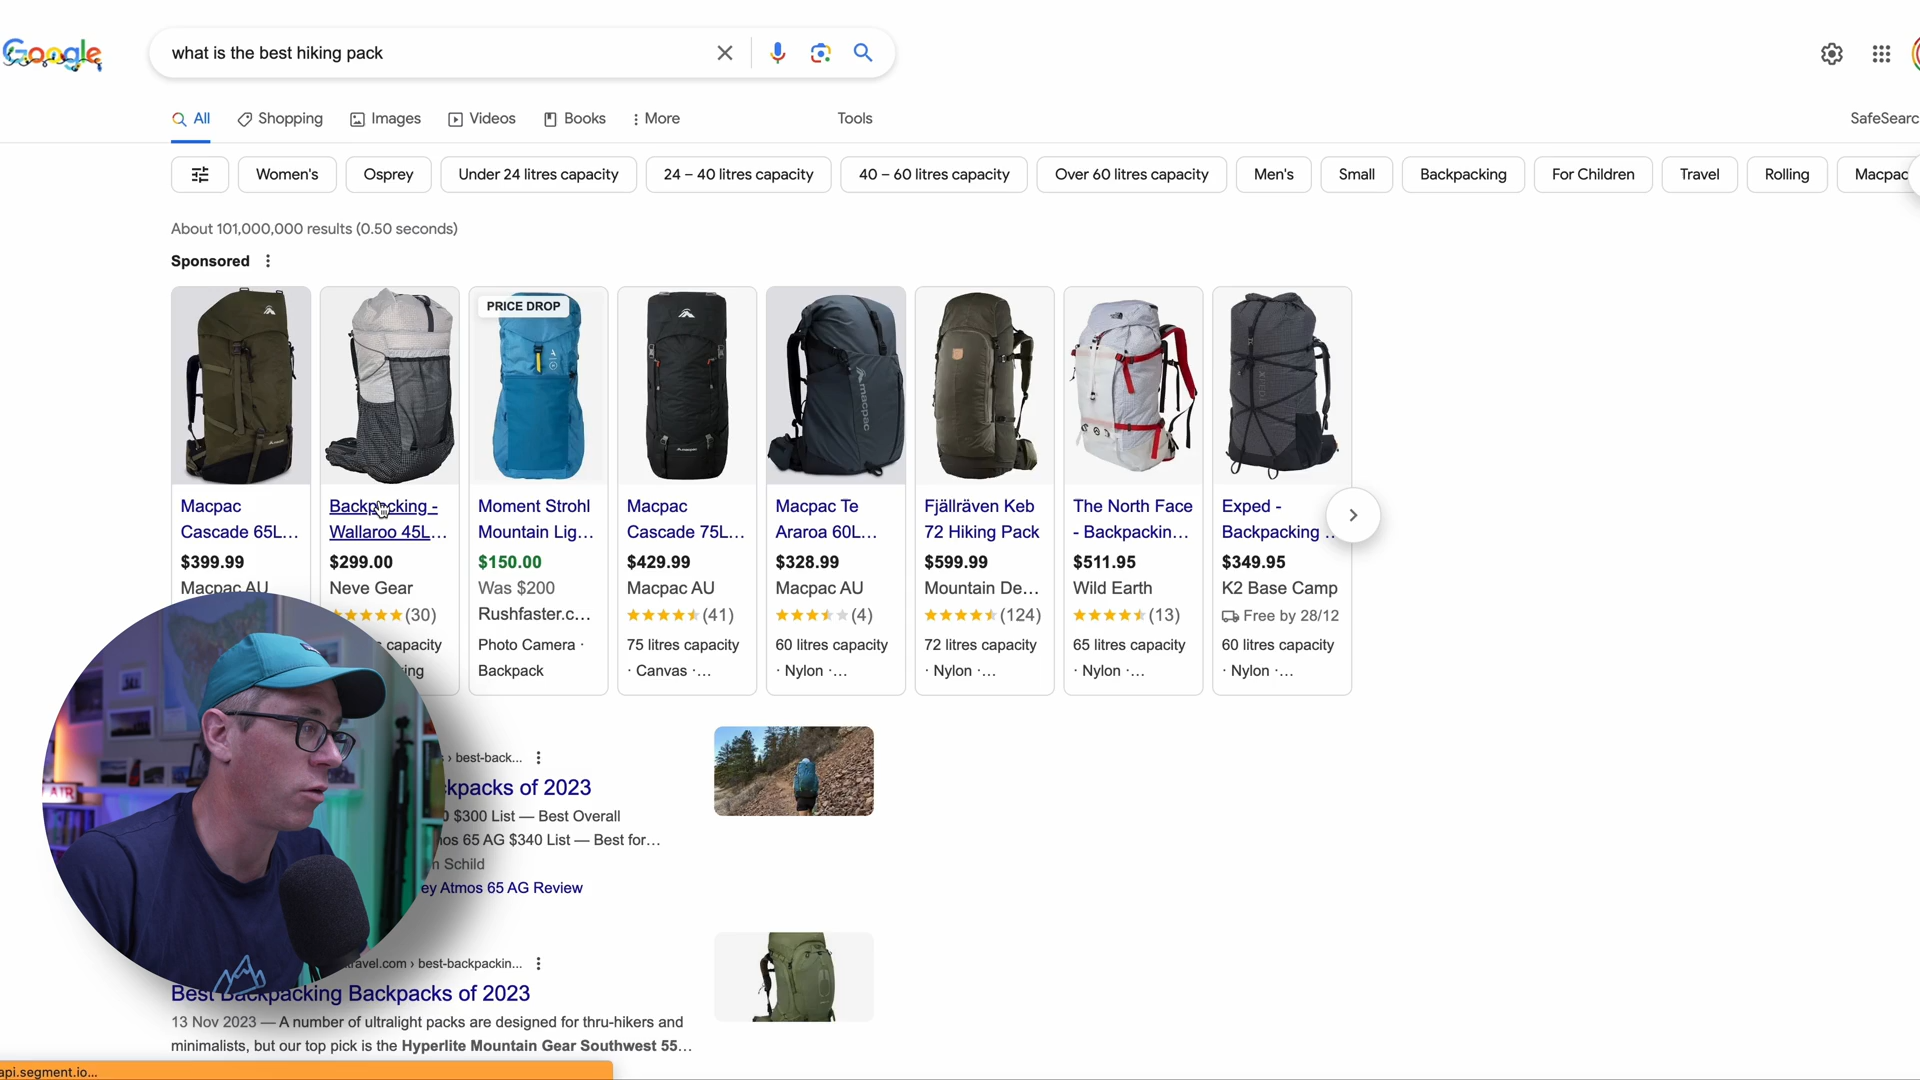 Google
what is the best hiking pack
All
Shopping
Images
Videos
Books
More
Tools
SafeSearc
Women's
Osprey
Under 24 litres capacity
24 – 40 litres capacity
40 – 60 litres capacity
Over 60 litres capacity
Men's
Small
Backpacking
For Children
Travel
Rolling
Macpac
About 101,000,000 results (0.50 seconds)
Sponsored
PRICE DROP
macpac
Macpac
Cascade 65L...
$399.99
Macpac AU
Backpacking -
Wallaroo 45L...
$299.00
Neve Gear
(30)
capacity
Moment Strohl
Mountain Lig...
$150.00
Was $200
Rushfaster.c...
Photo Camera ·
Backpack
Macpac
Cascade 75L...
$429.99
Macpac AU
(41)
75 litres capacity
· Canvas ·...
Macpac Te
Araroa 60L...
$328.99
Macpac AU
(4)
60 litres capacity
· Nylon ·...
Fjällräven Keb
72 Hiking Pack
$599.99
Mountain De...
(124)
72 litres capacity
· Nylon ·...
The North Face
- Backpackin...
$511.95
Wild Earth
(13)
65 litres capacity
· Nylon ·...
Exped -
Backpacking ..
$349.95
K2 Base Camp
Free by 28/12
60 litres capacity
· Nylon ·...
› best-back...
kpacks of 2023
0 $300 List — Best Overall
mos 65 AG $340 List — Best for...
Schild
ey Atmos 65 AG Review
AIR
travel.com › best-backpackin...
Best Backpacking Backpacks of 2023
13 Nov 2023 — A number of ultralight packs are designed for thru-hikers and
minimalists, but our top pick is the Hyperlite Mountain Gear Southwest 55...
api.segment.io...